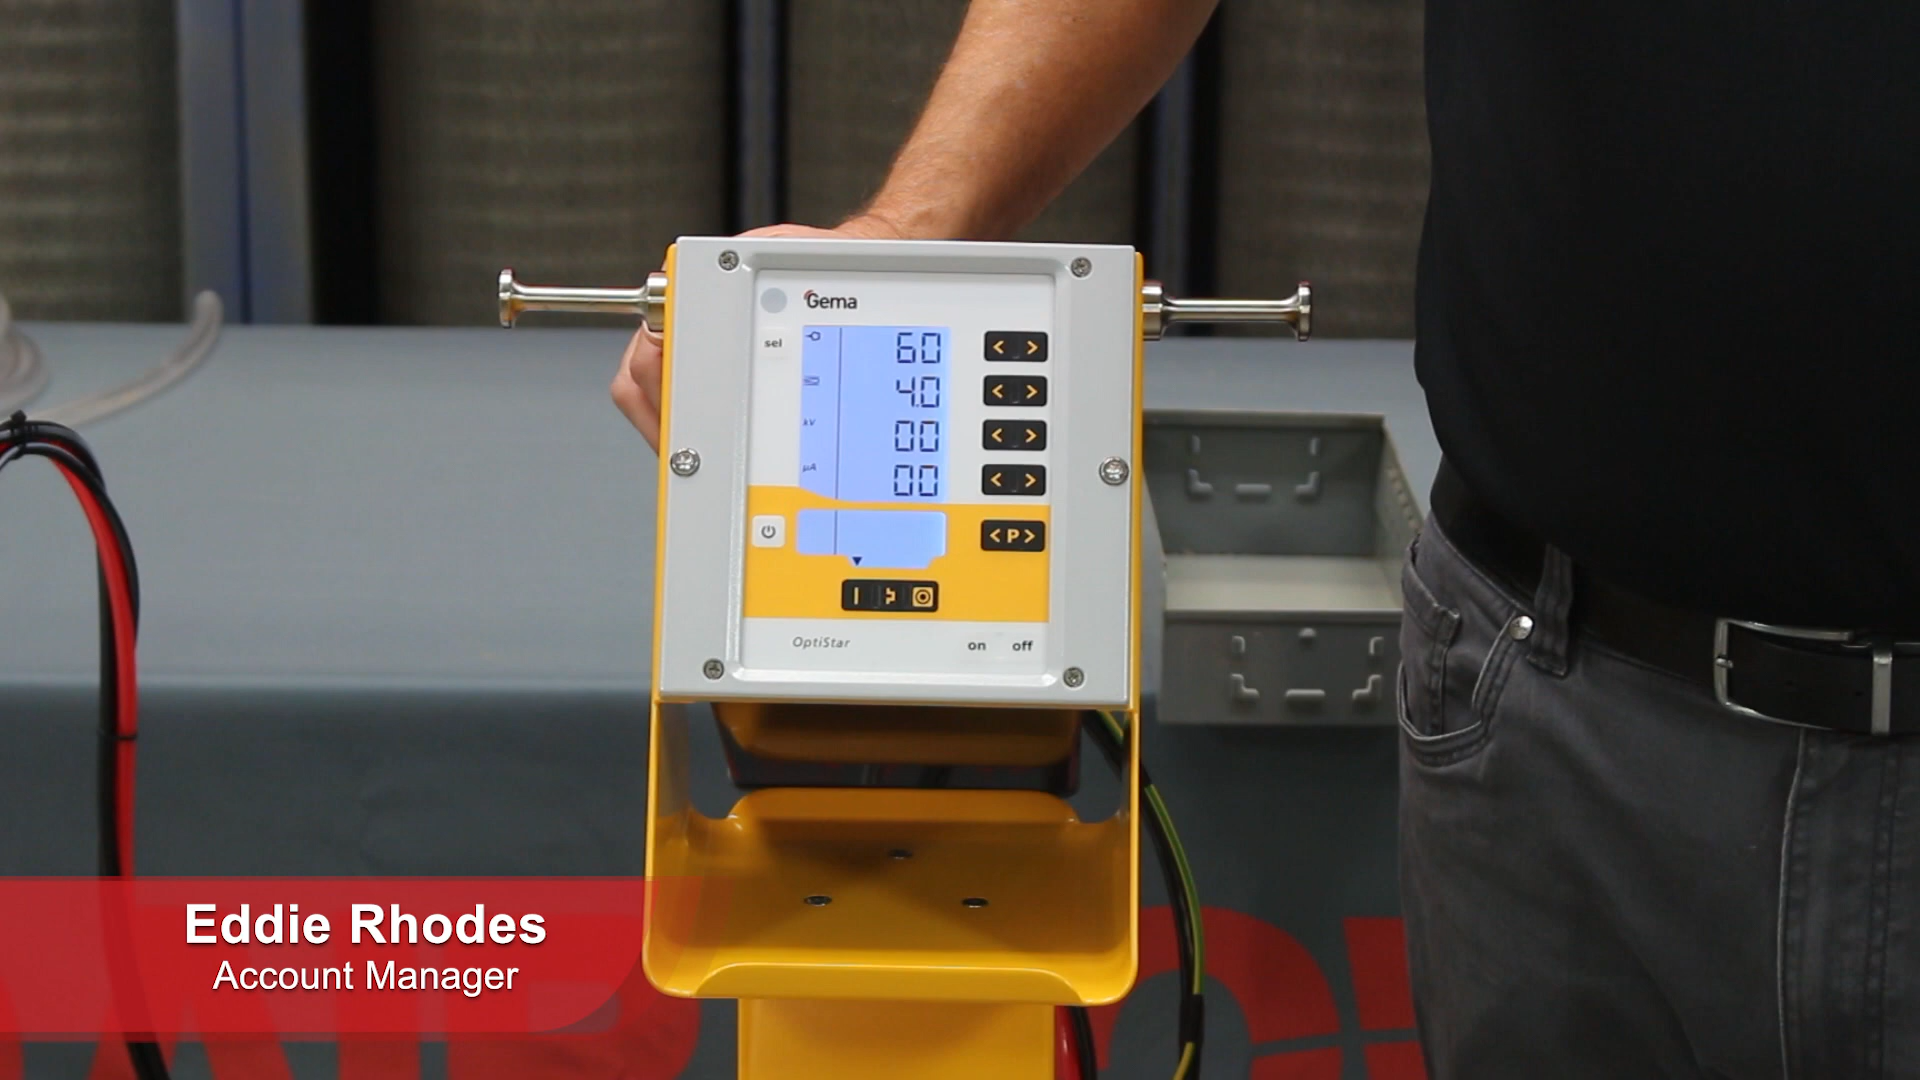 Gema
sel
60
4.0
kV
00
µA
00
< >
< >
< >
< >
<P>
OptiStar
on off
Eddie Rhodes
Account Manager